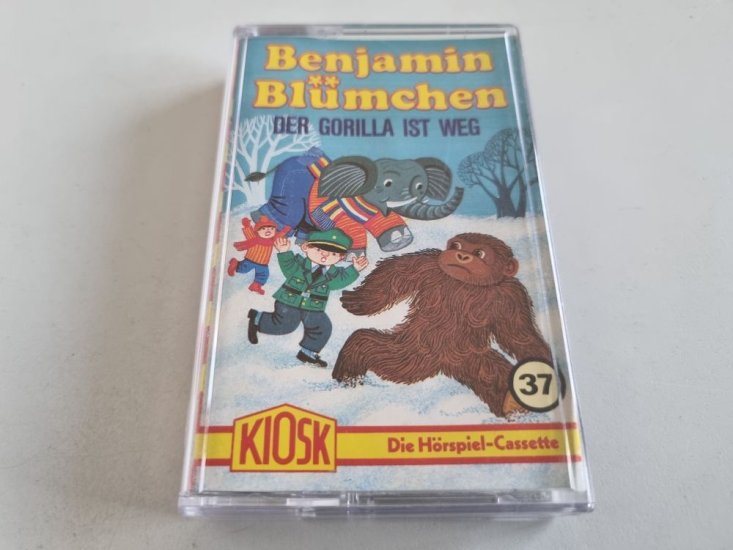 Benjamin
Blümchen
DER GORILLA IST WEG
37
KIOSK
Die Hörspiel-Cassette